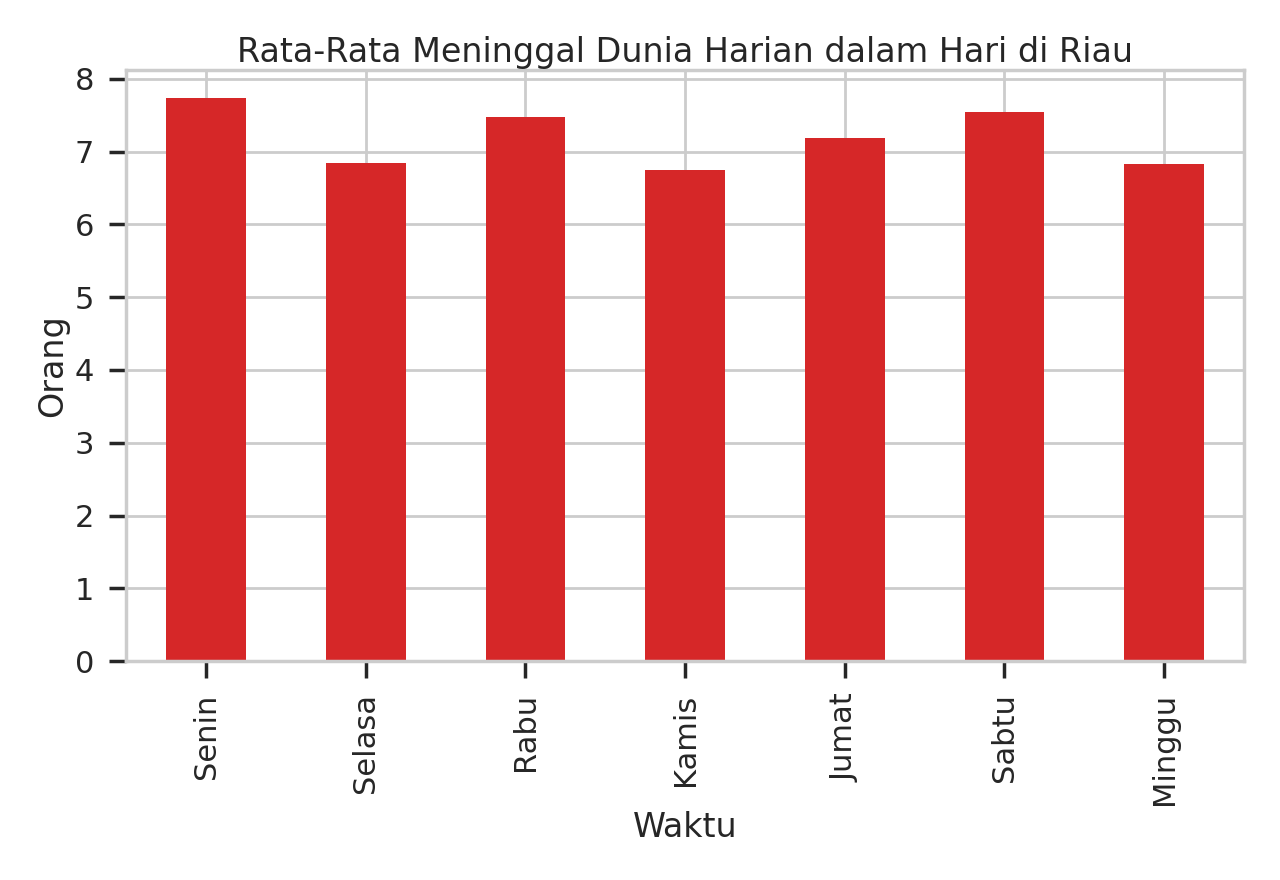 Rata-Rata Meninggal Dunia Harian dalam Hari di Riau
8
7
6
5
4
3
2
1
0
Orang
Senin
Selasa
Rabu
Kamis
Jumat
Sabtu
Minggu
Waktu